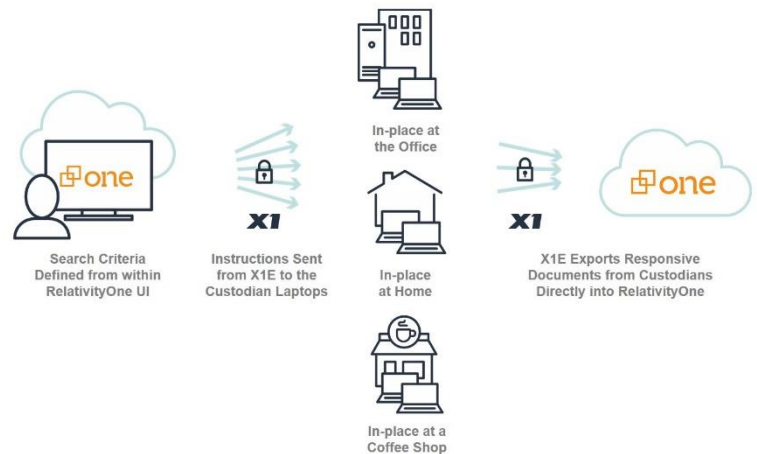 one
Search Criteria
Defined from within
RelativityOne UI
X1
Instructions Sent
from X1E to the
Custodian Laptops
In-place at
the Office
In-place
at Home
In-place at a
Coffee Shop
X1
one
X1E Exports Responsive
Documents from Custodians
Directly into RelativityOne